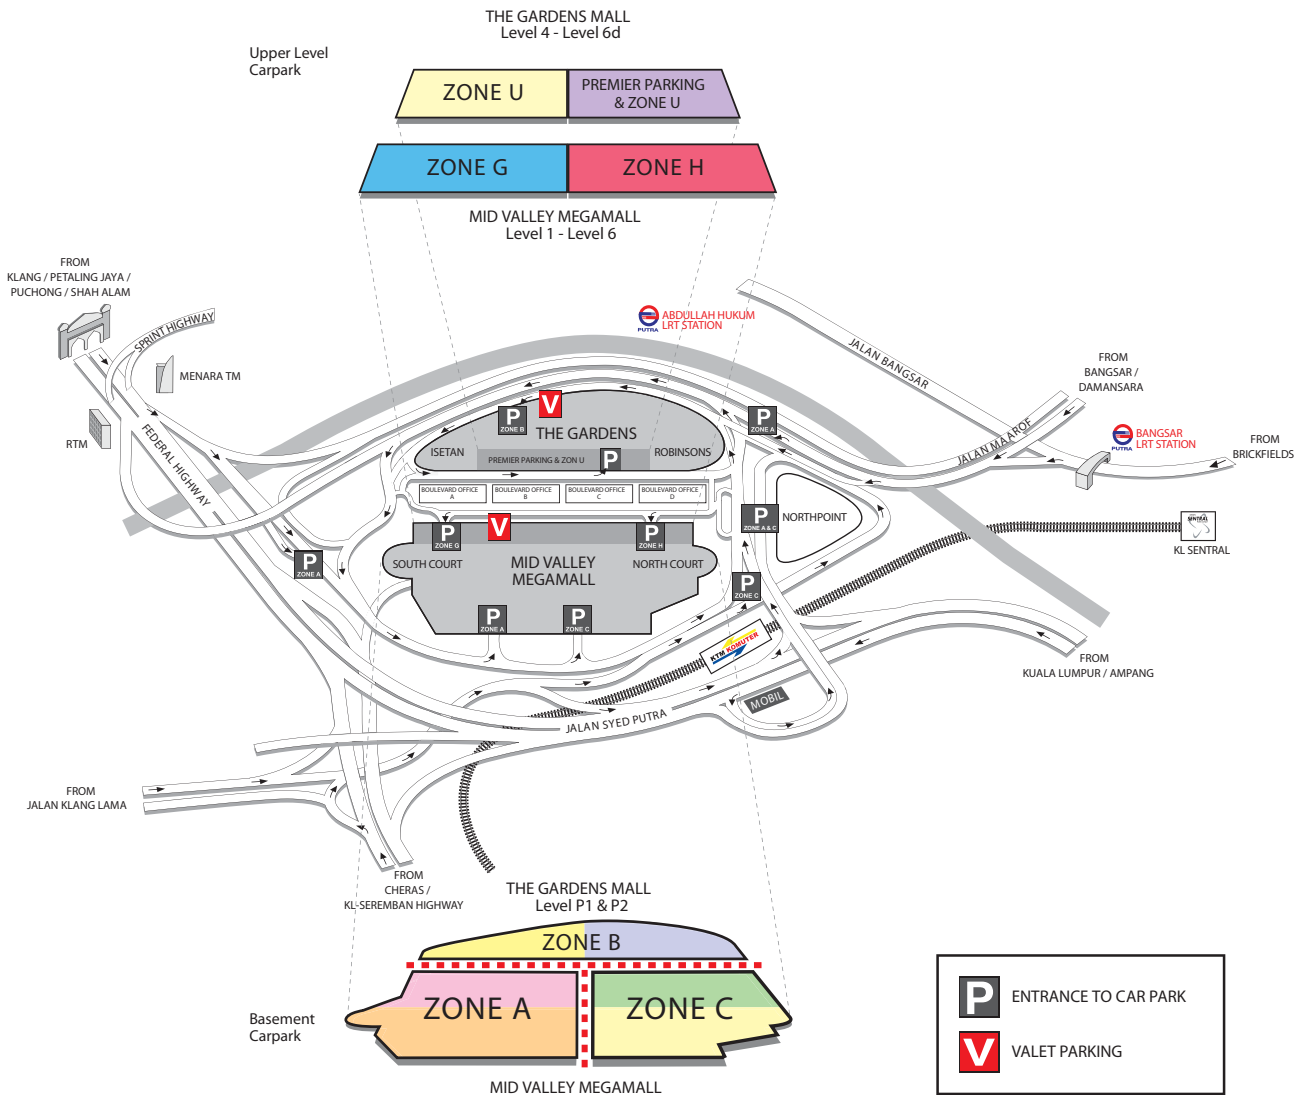 THE GARDENS MALL
Level 4 - Level 6d
Upper Level
Carpark
ZONE U
PREMIER PARKING
& ZONE U
ZONE G
ZONE H
MID VALLEY MEGAMALL
Level 1 - Level 6
FROM
KLANG / PETALING JAYA /
PUCHONG / SHAH ALAM
SPRINT HIGHWAY
MENARA TM
RTM
FEDERAL HIGHWAY
PUTRA
ABDULLAH HUKUM
LRT STATION
JALAN BANGSAR
FROM
BANGSAR /
DAMANSARA
JALAN MAAROF
PUTRA
BANGSAR
LRT STATION
FROM
BRICKFIELDS
V
P
ZONE B
P
ZONE A
THE GARDENS
ISETAN
PREMIER PARKING & ZON U
P
ROBINSONS
BOULEVARD OFFICE
A
BOULEVARD OFFICE
B
BOULEVARD OFFICE
C
BOULEVARD OFFICE
D
P
ZONE G
V
P
ZONE H
P
ZONE A & C
NORTHPOINT
SENTRAL
KL SENTRAL
P
ZONE A
SOUTH COURT
MID VALLEY
MEGAMALL
NORTH COURT
P
ZONE C
P
ZONE A
P
ZONE C
KTM KOMUTER
FROM
KUALA LUMPUR / AMPANG
MOBIL
JALAN SYED PUTRA
FROM
JALAN KLANG LAMA
FROM
CHERAS /
KL-SEREMBAN HIGHWAY
THE GARDENS MALL
Level P1 & P2
ZONE B
ZONE A
ZONE C
Basement
Carpark
MID VALLEY MEGAMALL
P
ENTRANCE TO CAR PARK
V
VALET PARKING